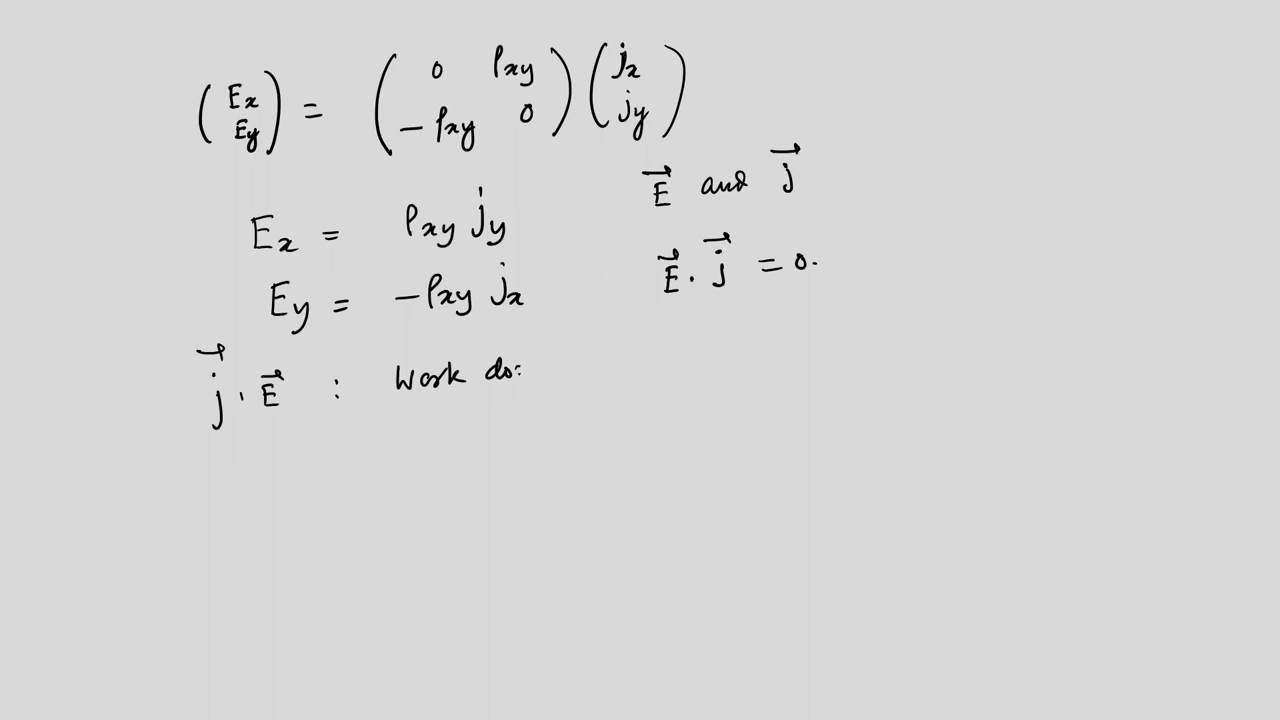 ( Ex Ey ) = ( 0 ρxy −ρxy 0 ) ( jx jy )
E⃗ and j⃗
Ex = ρxy jy
E⃗ · j⃗ = 0.
Ey = −ρxy jx
j⃗ · E⃗ : Work do